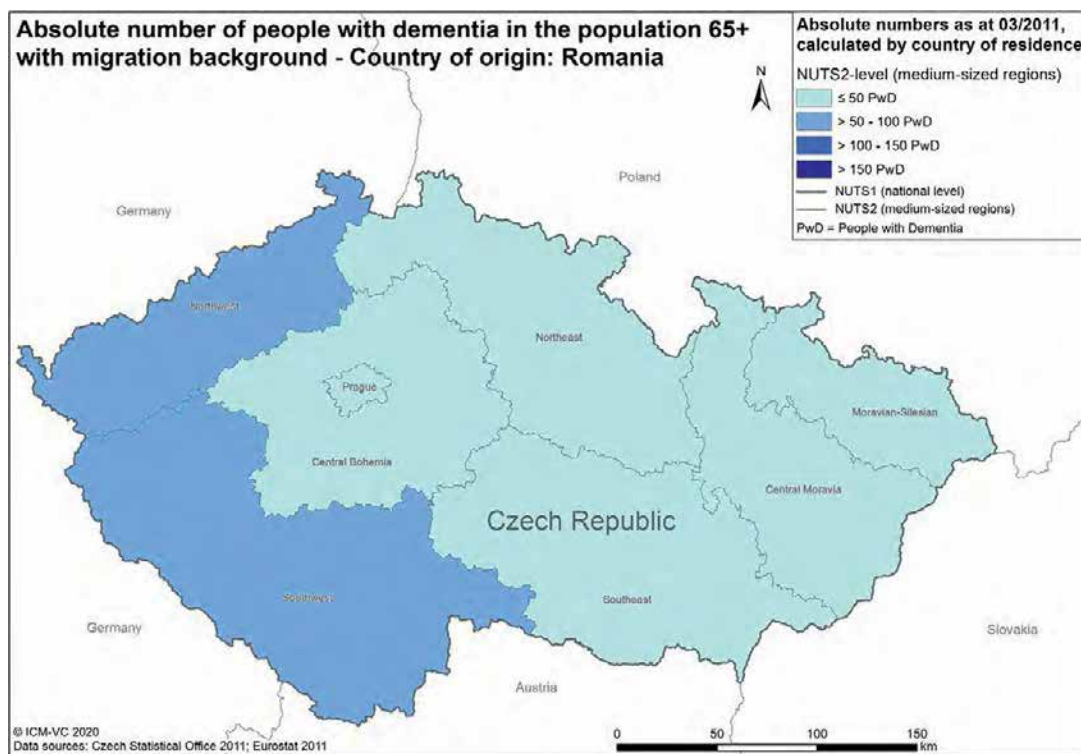 Absolute number of people with dementia in the population 65+
with migration background - Country of origin: Romania
Absolute numbers as at 03/2011,
calculated by country of residence
NUTS2-level (medium-sized regions)
≤ 50 PwD
> 50 - 100 PwD
> 100 - 150 PwD
> 150 PwD
NUTS1 (national level)
NUTS2 (medium-sized regions)
PwD = People with Dementia
N
Poland
Germany
Northwest
Northeast
Prague
Moravian-Silesian
Central Bohemia
Central Moravia
Czech Republic
Southwest
Southeast
Germany
Slovakia
Austria
© ICM-VC 2020
Data sources: Czech Statistical Office 2011; Eurostat 2011
0 50 100 150
km